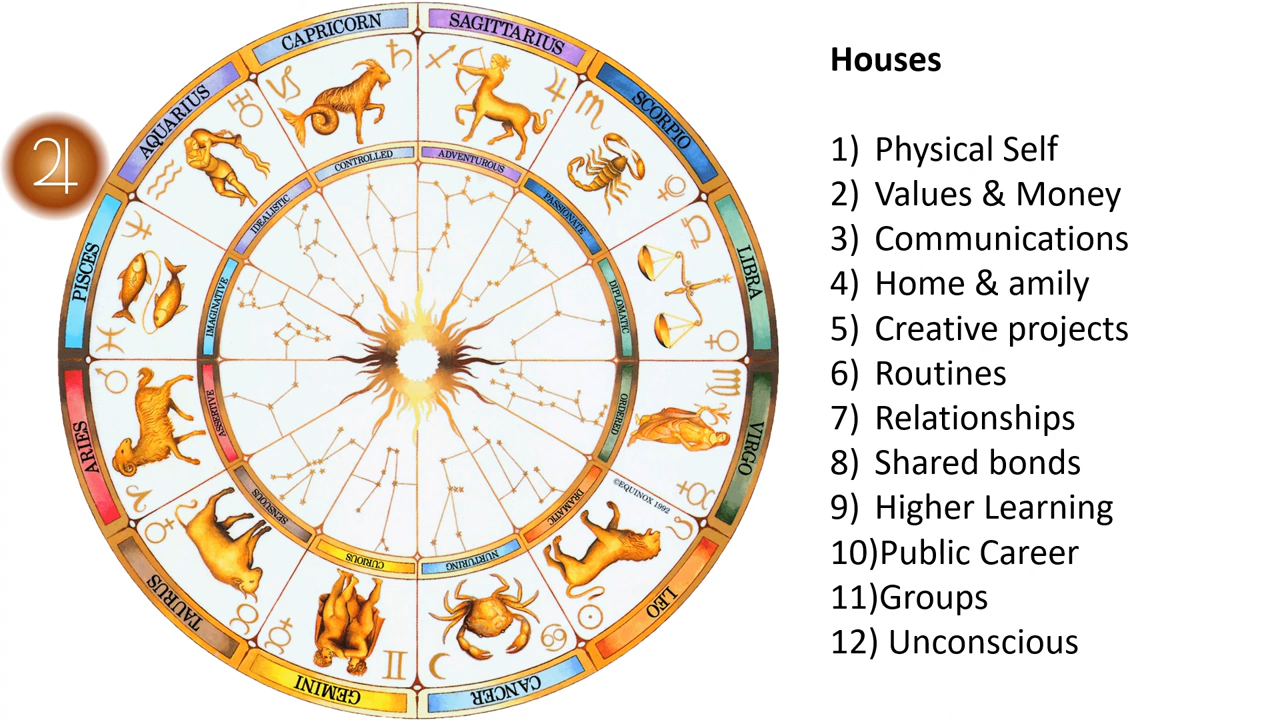 CAPRICORN
SAGITTARIUS
SCORPIO
LIBRA
VIRGO
LEO
CANCER
GEMINI
TAURUS
ARIES
PISCES
AQUARIUS
CONTROLLED
ADVENTUROUS
PASSIONATE
DIPLOMATIC
ORDERED
DRAMATIC
NURTURING
CURIOUS
SENSUOUS
ASSERTIVE
IMAGINATIVE
IDEALISTIC
©EQUINOX 1992
Houses
1) Physical Self
2) Values & Money
3) Communications
4) Home & amily
5) Creative projects
6) Routines
7) Relationships
8) Shared bonds
9) Higher Learning
10)Public Career
11)Groups
12) Unconscious